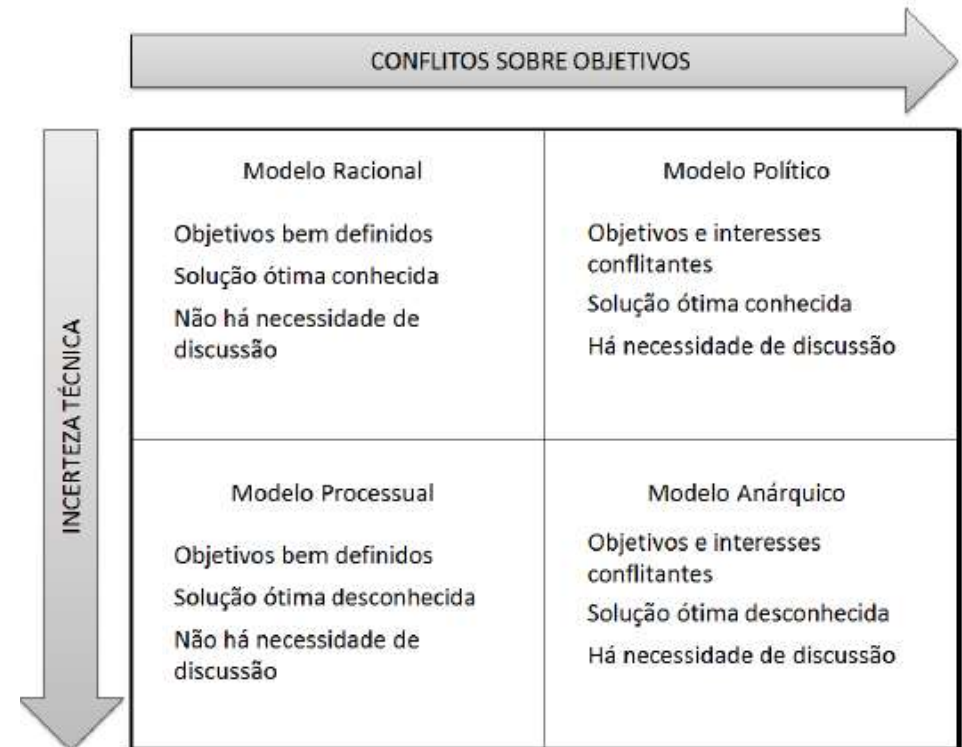 CONFLITOS SOBRE OBJETIVOS
INCERTEZA TÉCNICA
Modelo Racional
Objetivos bem definidos
Solução ótima conhecida
Não há necessidade de
discussão
Modelo Político
Objetivos e interesses
conflitantes
Solução ótima conhecida
Há necessidade de discussão
Modelo Processual
Objetivos bem definidos
Solução ótima desconhecida
Não há necessidade de
discussão
Modelo Anárquico
Objetivos e interesses
conflitantes
Solução ótima desconhecida
Há necessidade de discussão